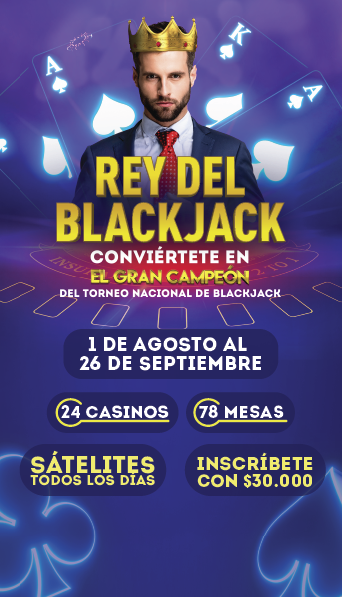 A
K
A
REY DEL
BLACKJACK
CONVIÉRTETE EN
EL GRAN CAMPEÓN
DEL TORNEO NACIONAL DE BLACKJACK
1 DE AGOSTO AL
26 DE SEPTIEMBRE
24 CASINOS
78 MESAS
SÁTELITES
TODOS LOS DÍAS
INSCRÍBETE
CON $30.000